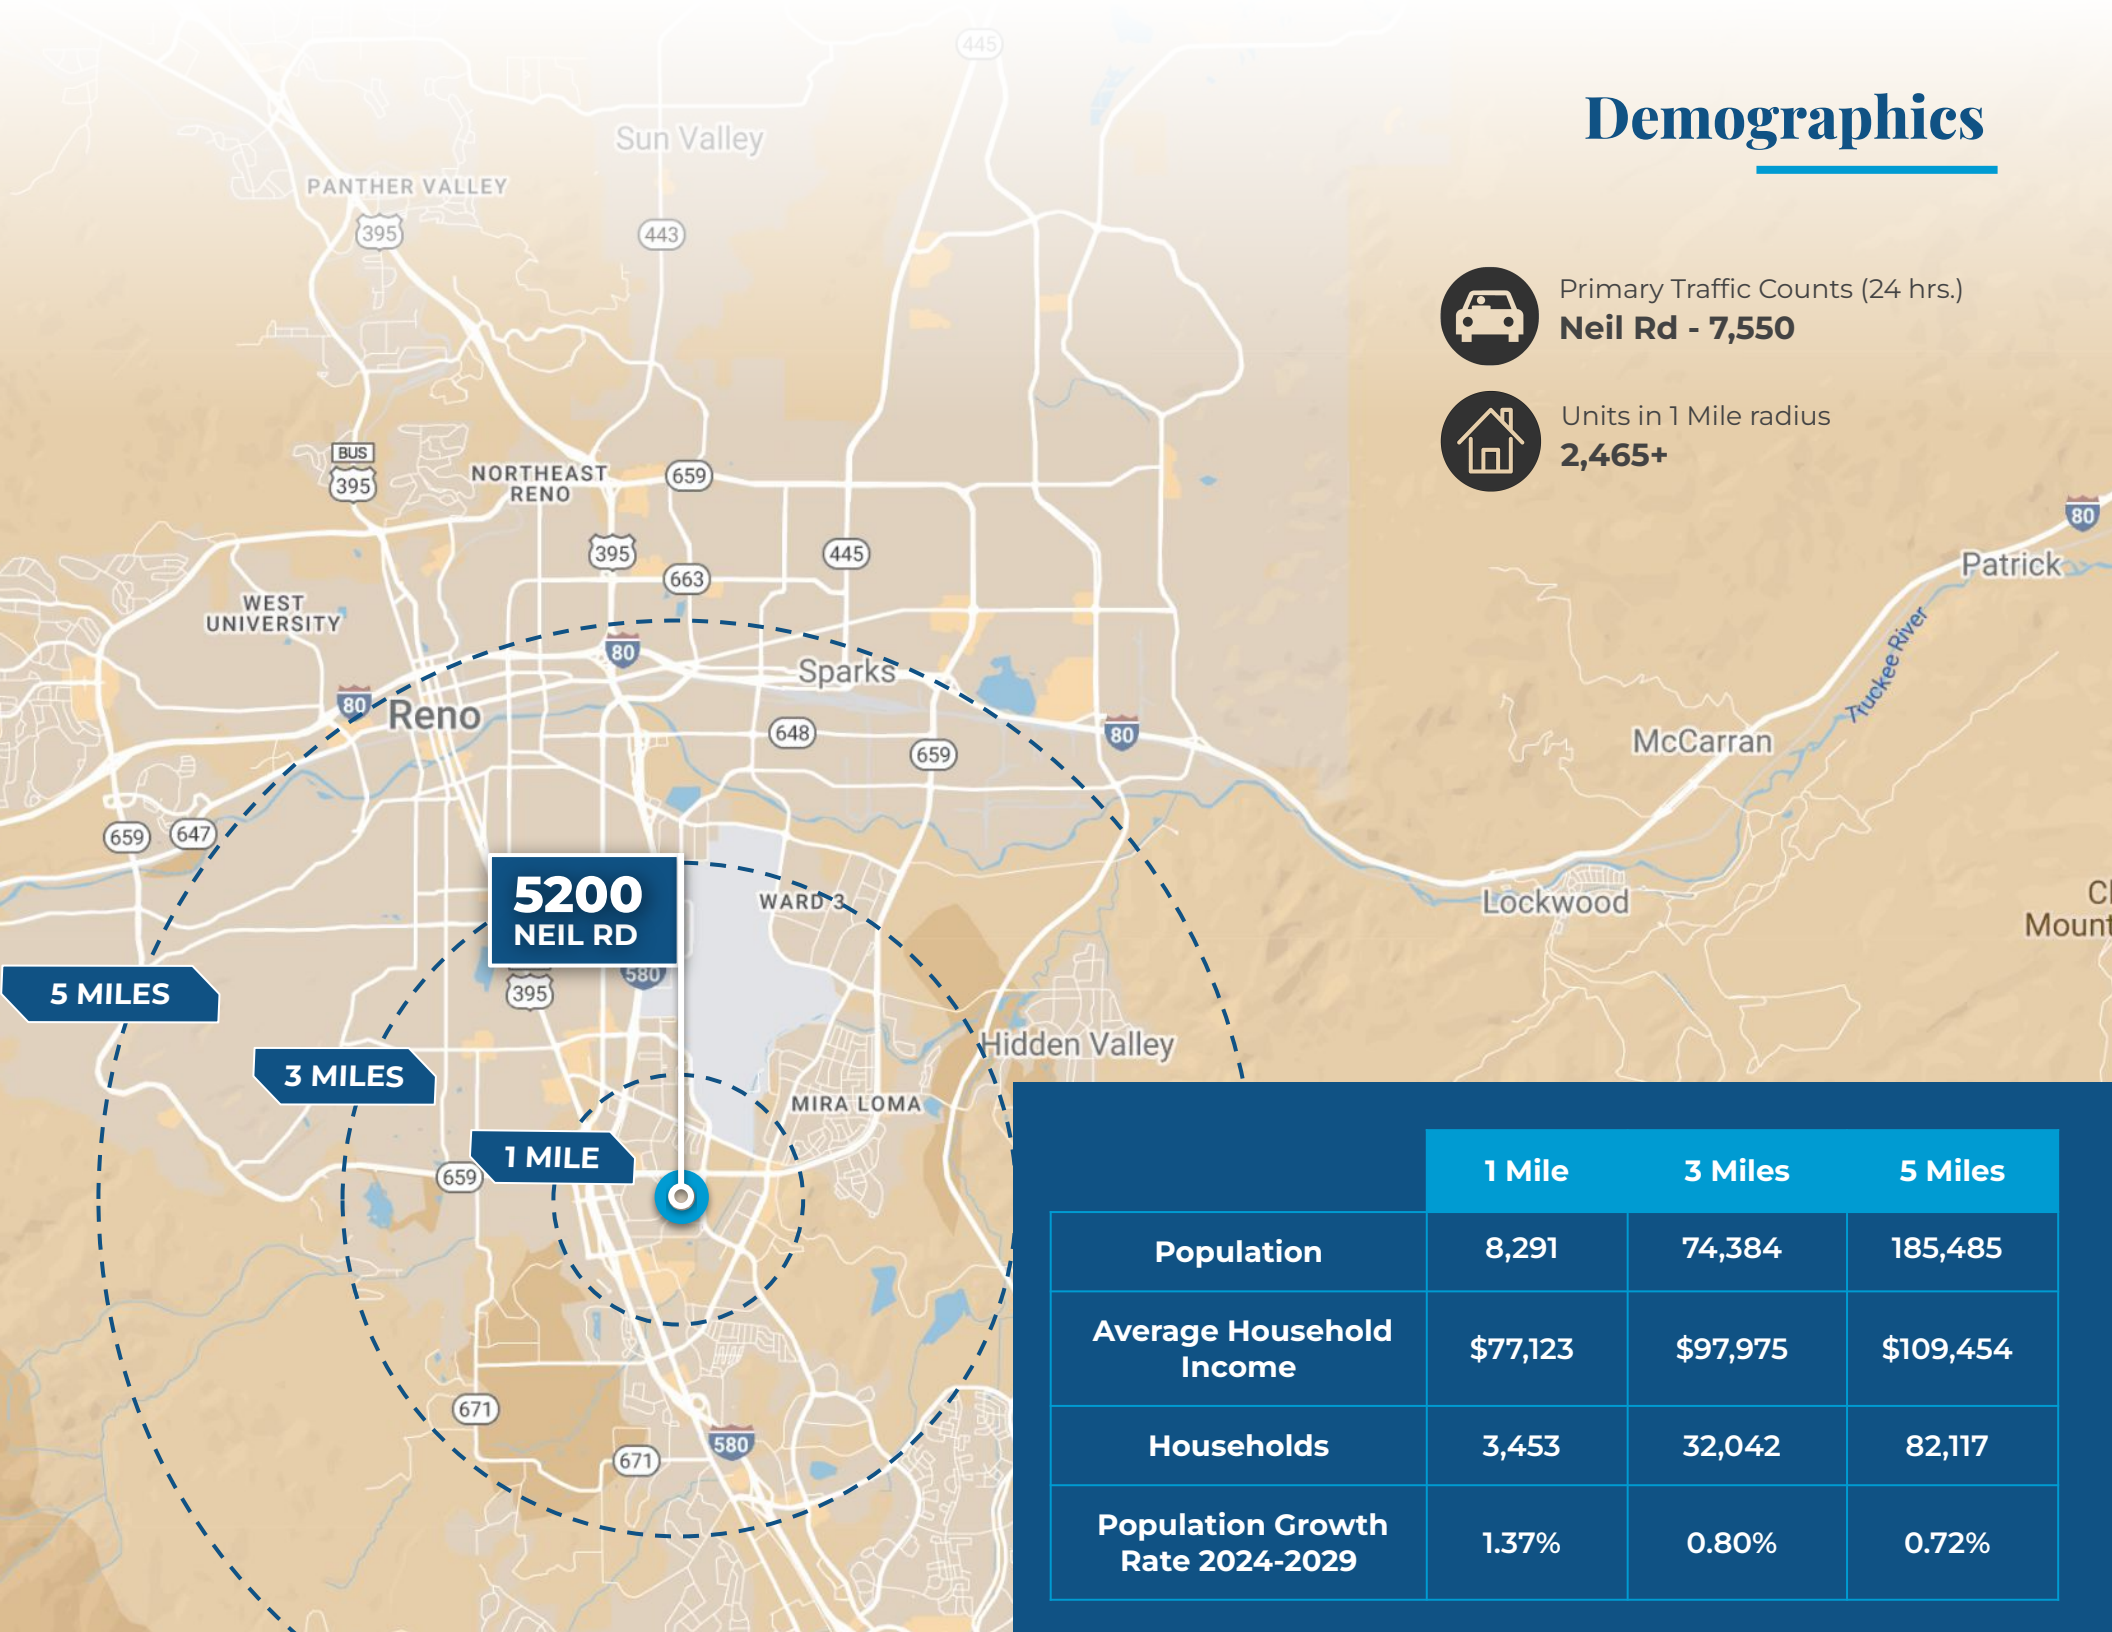 445
Demographics
Sun Valley
PANTHER VALLEY
395
443
Primary Traffic Counts (24 hrs.)
Neil Rd - 7,550
Units in 1 Mile radius
2,465+
BUS
395
NORTHEAST
RENO
659
80
395
445
663
Patrick
WEST
UNIVERSITY
Truckee River
80
Sparks
80
Reno
648
659
80
McCarran
659
647
5200
NEIL RD
WARD 3
Lockwood
Mount
580
395
5 MILES
Hidden Valley
3 MILES
MIRA LOMA
1 MILE
659
1 Mile 3 Miles 5 Miles
Population 8,291 74,384 185,485
Average Household
Income $77,123 $97,975 $109,454
Households 3,453 32,042 82,117
Population Growth
Rate 2024-2029 1.37% 0.80% 0.72%
671
580
671